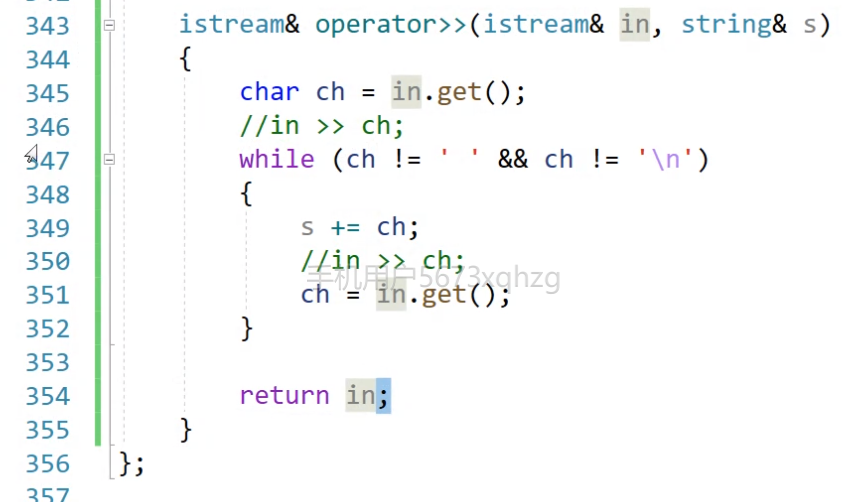 343 istream& operator>>(istream& in, string& s)
344 {
345 char ch = in.get();
346 //in >> ch;
347 while (ch != ' ' && ch != '\n')
348 {
349 s += ch;
350 //in >> ch;
手机用户5673xqhzg
351 ch = in.get();
352 }
353
354 return in;
355 }
356 };
357